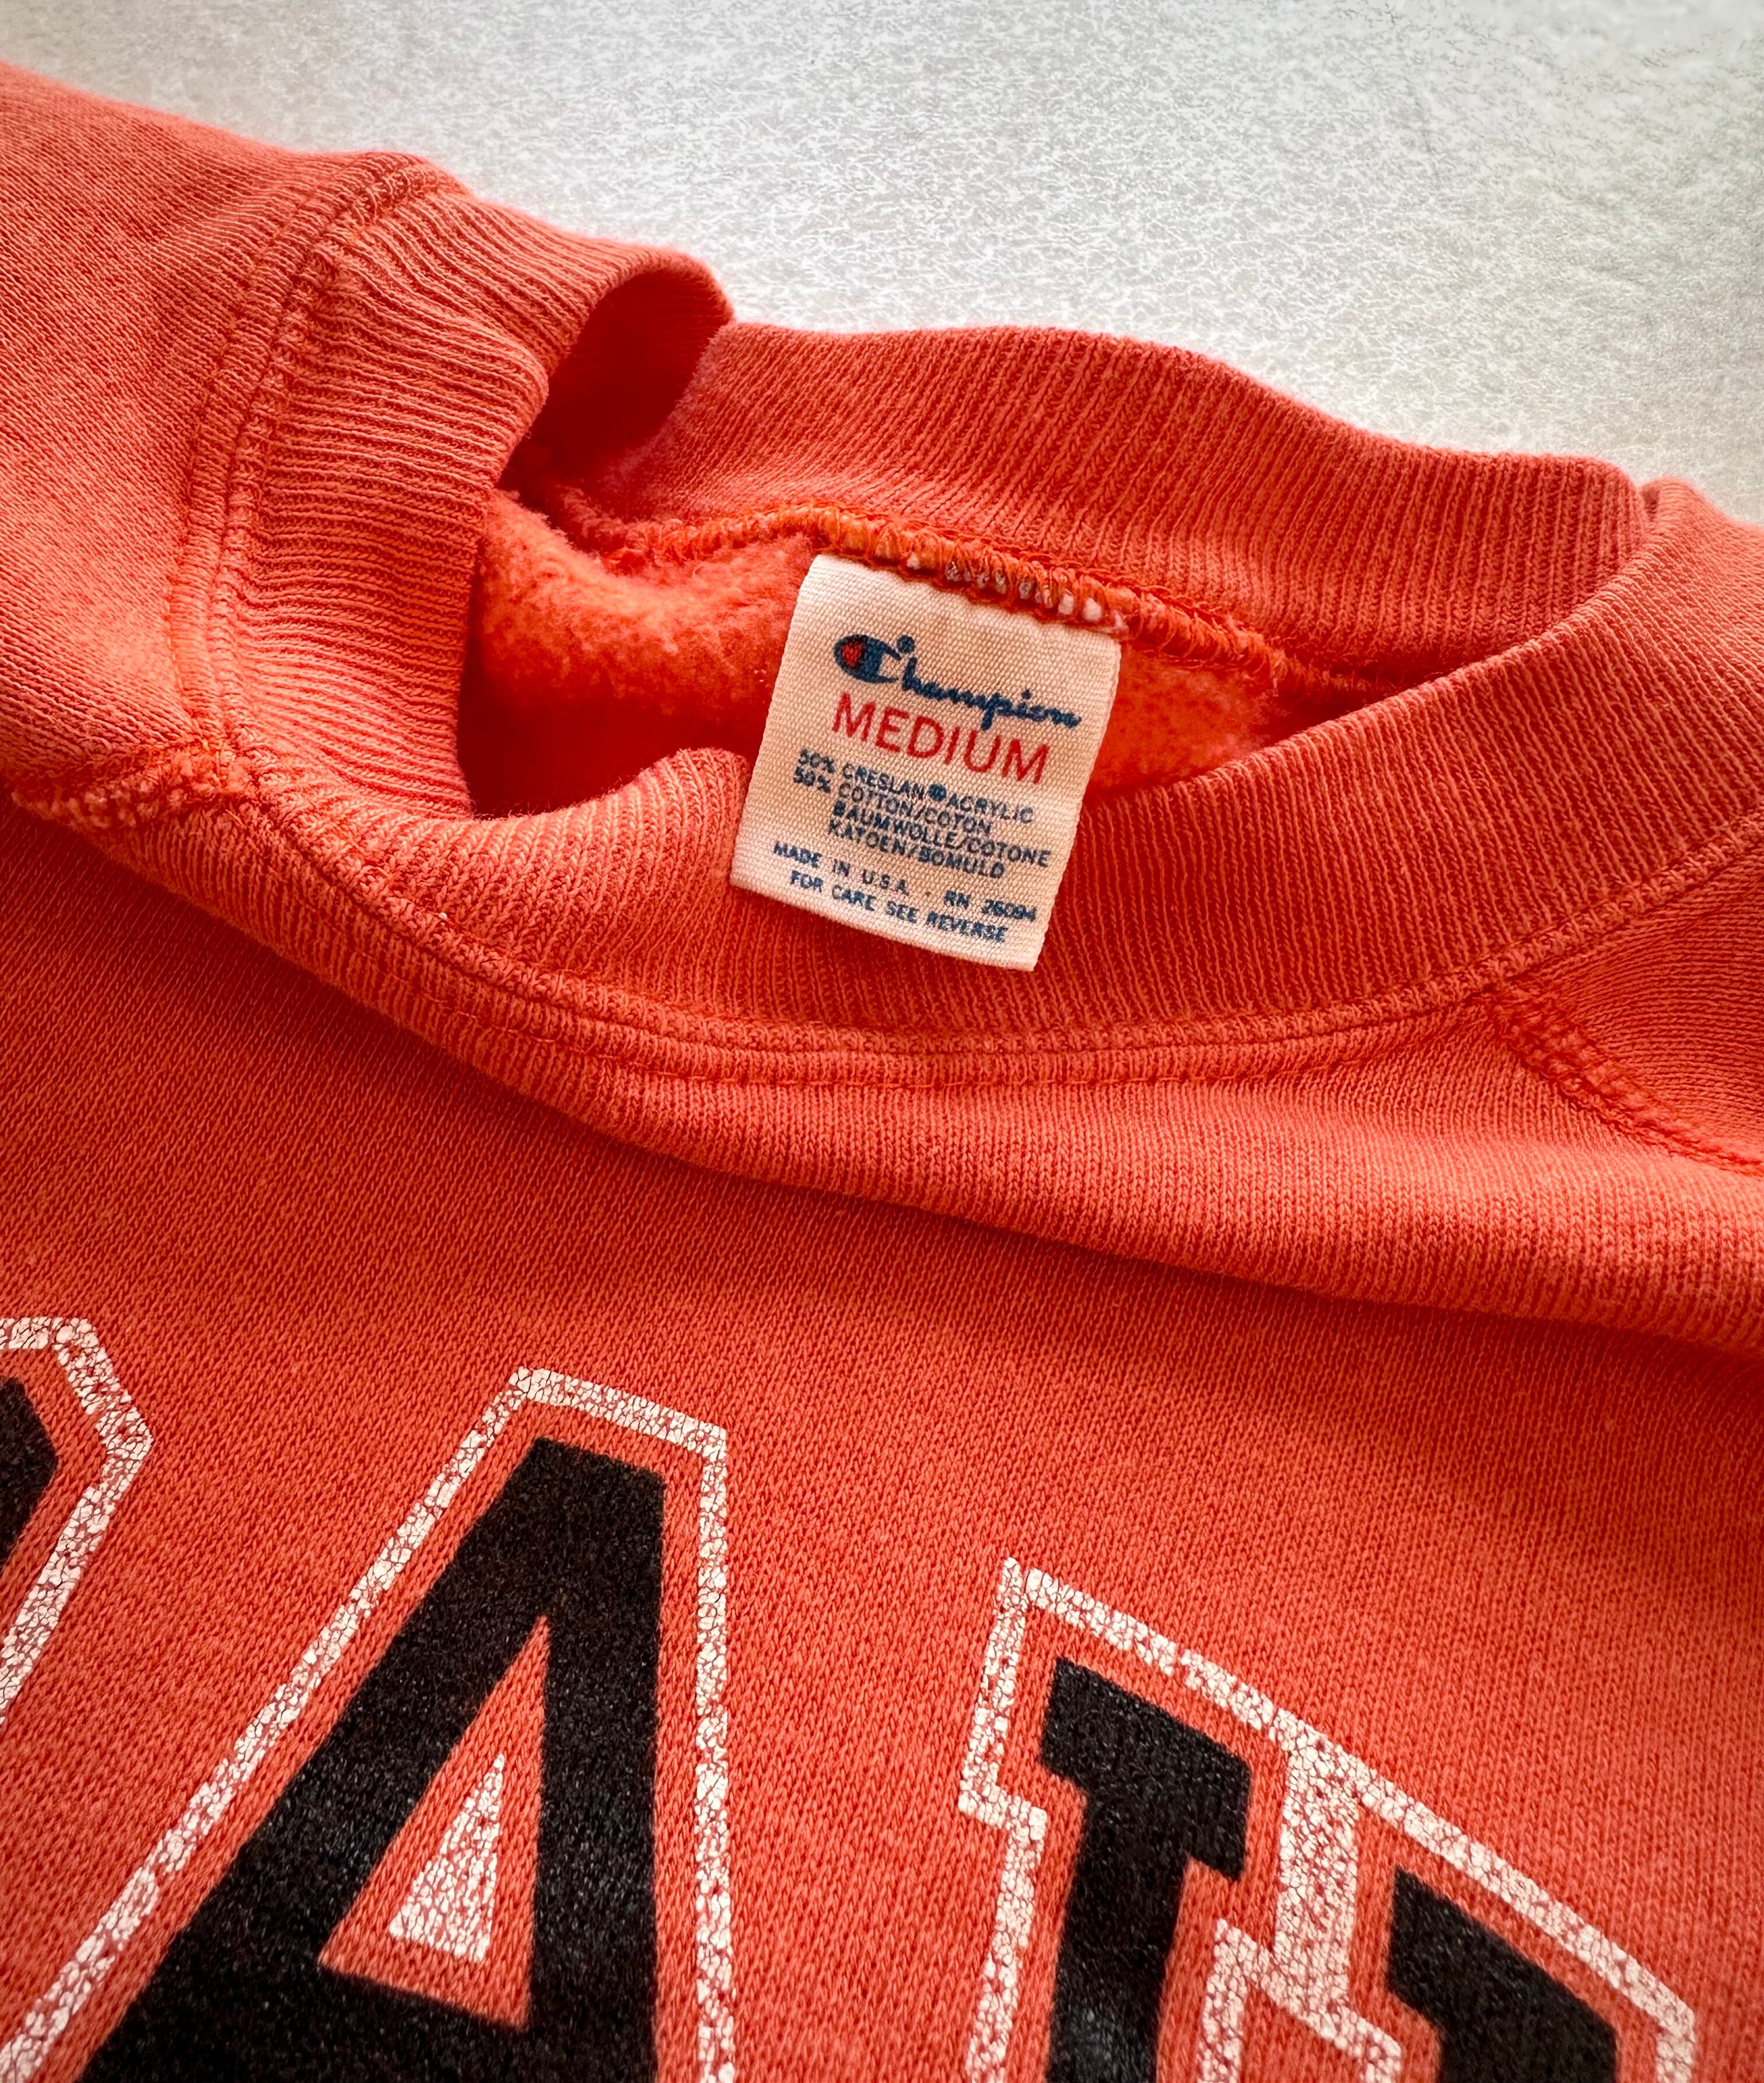 Champion
MEDIUM
50% CRESLAN® ACRYLIC
50% COTTON/COTON
BAUMWOLLE/COTONE
KATOEN/BOMULD
MADE IN U.S.A. - RN 26094
FOR CARE SEE REVERSE
A